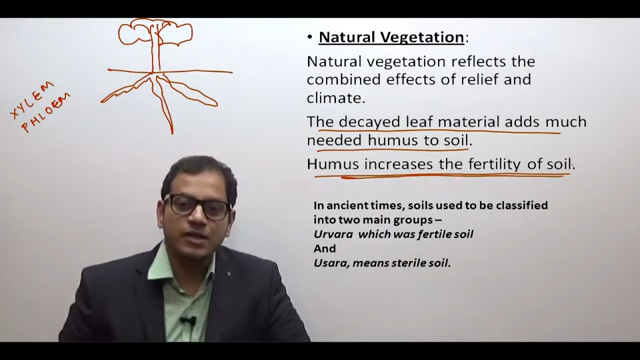 XYLEM
PHLOEM
• Natural Vegetation:
Natural vegetation reflects the
combined effects of relief and
climate.
The decayed leaf material adds much
needed humus to soil.
Humus increases the fertility of soil.
In ancient times, soils used to be classified
into two main groups –
Urvara which was fertile soil
And
Usara, means sterile soil.